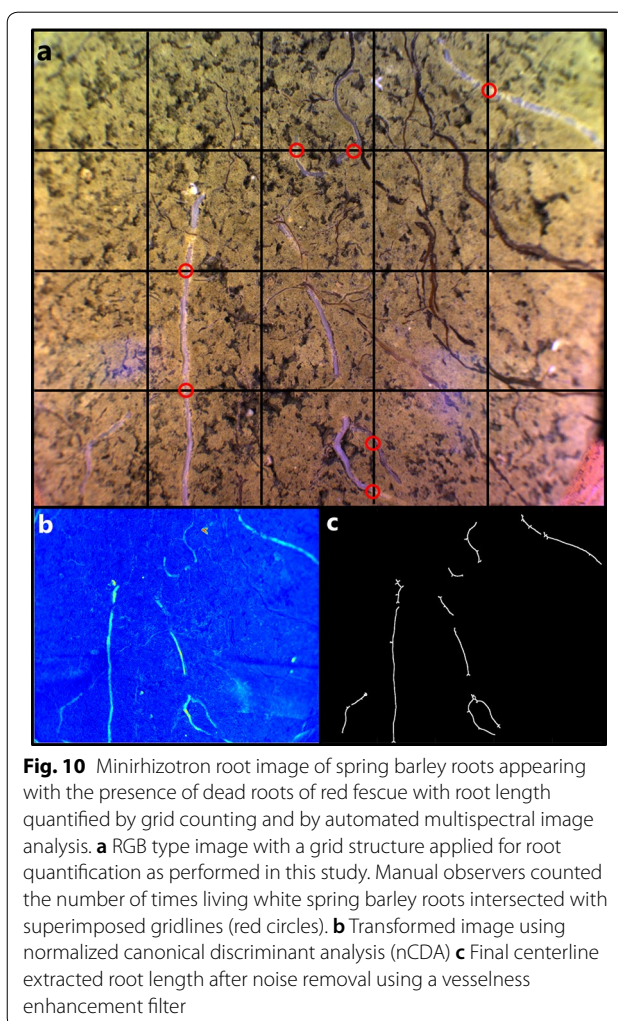 a
b
c
Fig. 10 Minirhizotron root image of spring barley roots appearing
with the presence of dead roots of red fescue with root length
quantified by grid counting and by automated multispectral image
analysis. a RGB type image with a grid structure applied for root
quantification as performed in this study. Manual observers counted
the number of times living white spring barley roots intersected with
superimposed gridlines (red circles). b Transformed image using
normalized canonical discriminant analysis (nCDA) c Final centerline
extracted root length after noise removal using a vesselness
enhancement filter